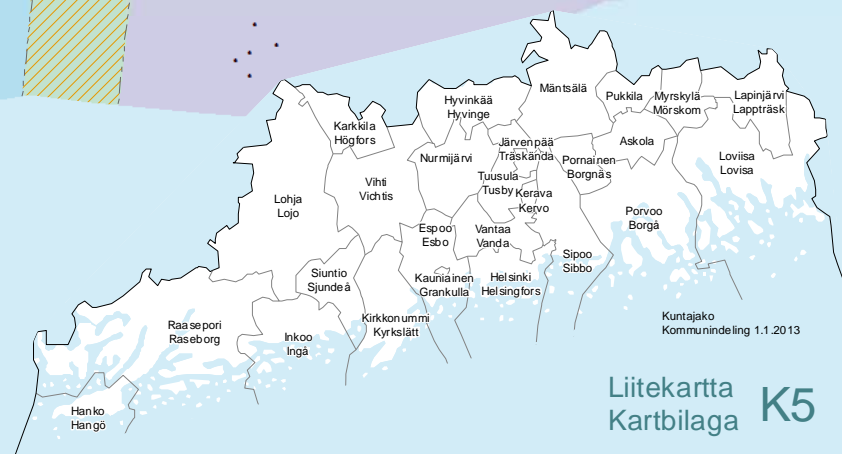 Mäntsälä
Hyvinkää
Hyvinge
Pukkila
Myrskylä
Mörskom
Lapinjärvi
Lappträsk
Karkkila
Högfors
Järvenpää
Träskända
Askola
Nurmijärvi
Pornainen
Borgnäs
Loviisa
Lovisa
Vihti
Vichtis
Tuusula
Tusby
Kerava
Kervo
Lohja
Lojo
Porvoo
Borgå
Espoo
Esbo
Vantaa
Vanda
Sipoo
Sibbo
Siuntio
Sjundeå
Kauniainen
Grankulla
Helsinki
Helsingfors
Kirkkonummi
Kyrkslätt
Raasepori
Raseborg
Inkoo
Ingå
Hanko
Hangö
Kuntajako
Kommunindeling 1.1.2013
Liitekartta
Kartbilaga
K5